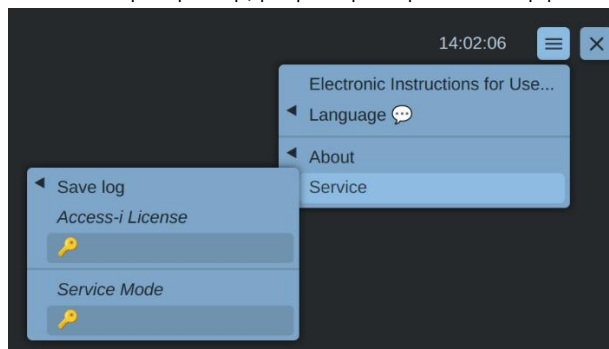 14:02:06
Electronic Instructions for Use...
Language
About
Service
Save log
Access-i License
Service Mode